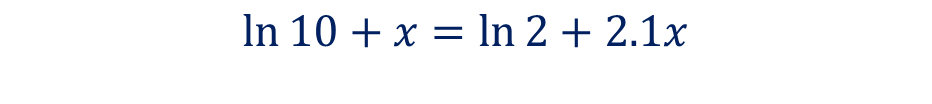 ln 10 + x = ln 2 + 2.1x